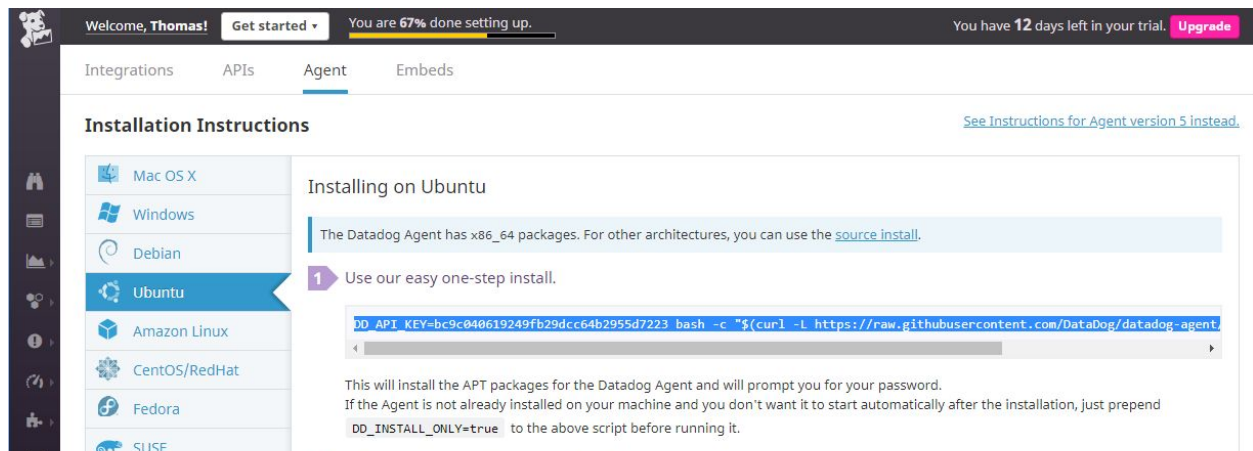 Welcome, Thomas! Get started ▾ You are 67% done setting up. You have 12 days left in your trial. Upgrade
Integrations APIs Agent Embeds
Installation Instructions See Instructions for Agent version 5 instead.
Mac OS X
Windows
Debian
Ubuntu
Amazon Linux
CentOS/RedHat
Fedora
SUSE
Installing on Ubuntu
The Datadog Agent has x86_64 packages. For other architectures, you can use the source install.
1 Use our easy one-step install.
DD_API_KEY=bc9c040619249fb29dcc64b2955d7223 bash -c "$(curl -L https://raw.githubusercontent.com/DataDog/datadog-agent/
This will install the APT packages for the Datadog Agent and will prompt you for your password.
If the Agent is not already installed on your machine and you don't want it to start automatically after the installation, just prepend
DD_INSTALL_ONLY=true to the above script before running it.